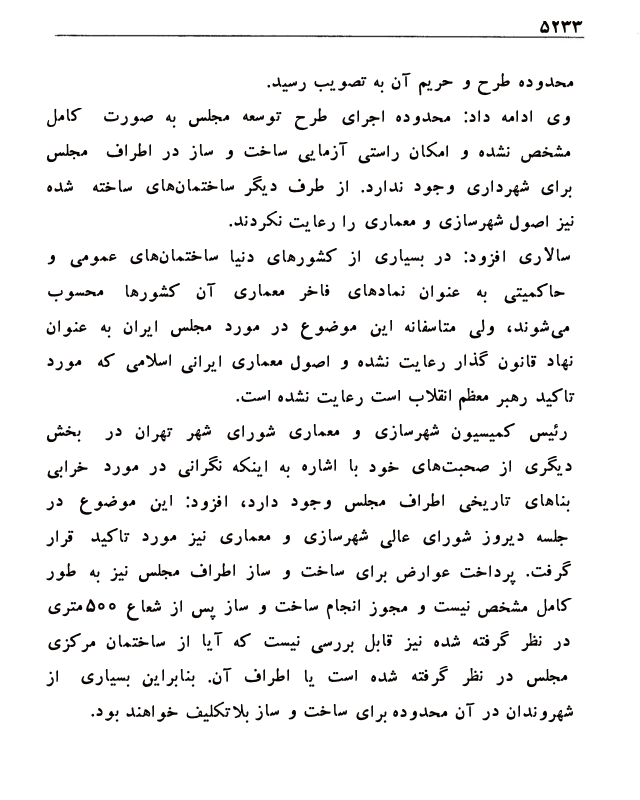 ۵۲۳۳
محدوده طرح و حریم آن به تصویب رسید.
وی ادامه داد: محدوده اجرای طرح توسعه مجلس به صورت کامل
مشخص نشده و امکان راستی آزمایی ساخت و ساز در اطراف مجلس
برای شهرداری وجود ندارد. از طرف دیگر ساختمان‌های ساخته شده
نیز اصول شهرسازی و معماری را رعایت نکردند.
سالاری افزود: در بسیاری از کشورهای دنیا ساختمان‌های عمومی و
حاکمیتی به عنوان نمادهای فاخر معماری آن کشورها محسوب
می‌شوند، ولی متاسفانه این موضوع در مورد مجلس ایران به عنوان
نهاد قانون گذار رعایت نشده و اصول معماری ایرانی اسلامی که مورد
تاکید رهبر معظم انقلاب است رعایت نشده است.
رئیس کمیسیون شهرسازی و معماری شورای شهر تهران در بخش
دیگری از صحبت‌های خود با اشاره به اینکه نگرانی در مورد خرابی
بناهای تاریخی اطراف مجلس وجود دارد، افزود: این موضوع در
جلسه دیروز شورای عالی شهرسازی و معماری نیز مورد تاکید قرار
گرفت. پرداخت عوارض برای ساخت و ساز اطراف مجلس نیز به طور
کامل مشخص نیست و مجوز انجام ساخت و ساز پس از شعاع ۵۰۰متری
در نظر گرفته شده نیز قابل بررسی نیست که آیا از ساختمان مرکزی
مجلس در نظر گرفته شده است یا اطراف آن. بنابراین بسیاری از
شهروندان در آن محدوده برای ساخت و ساز بلاتکلیف خواهند بود.